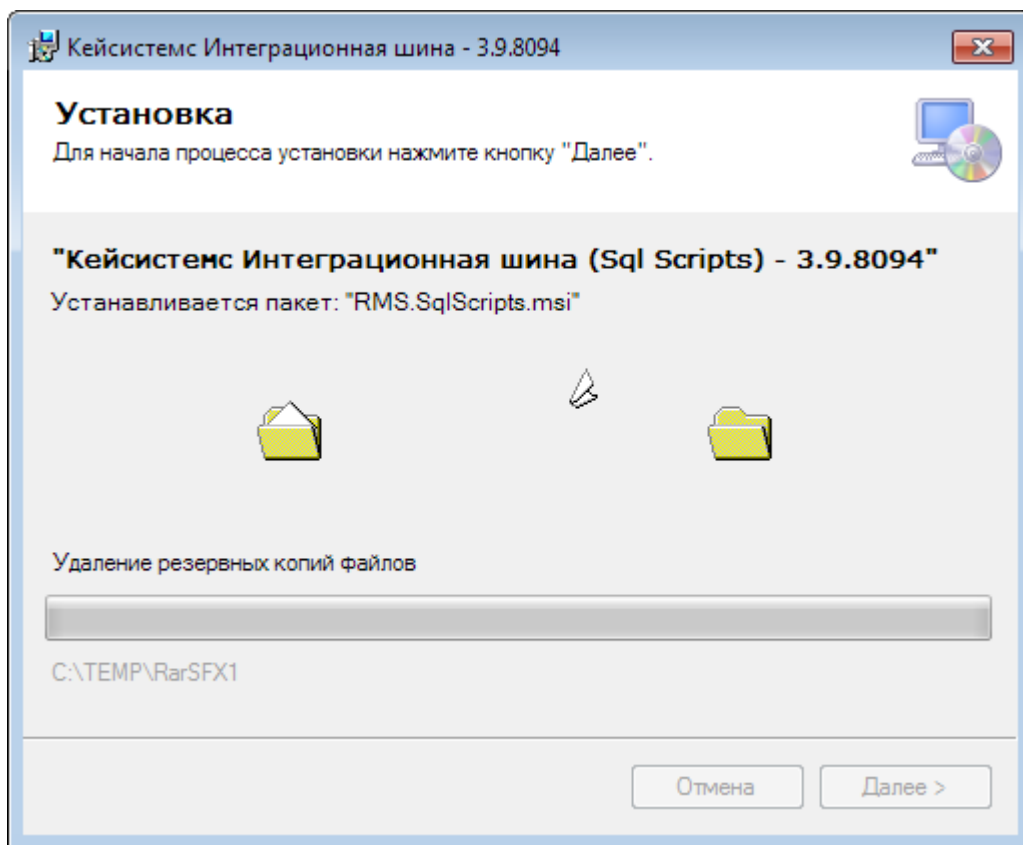 Кейсистемс Интеграционная шина - 3.9.8094
Установка
Для начала процесса установки нажмите кнопку "Далее".
"Кейсистемс Интеграционная шина (Sql Scripts) - 3.9.8094"
Устанавливается пакет: "RMS.SqlScripts.msi"
Удаление резервных копий файлов
C:\TEMP\RarSFX1
Отмена
Далее >